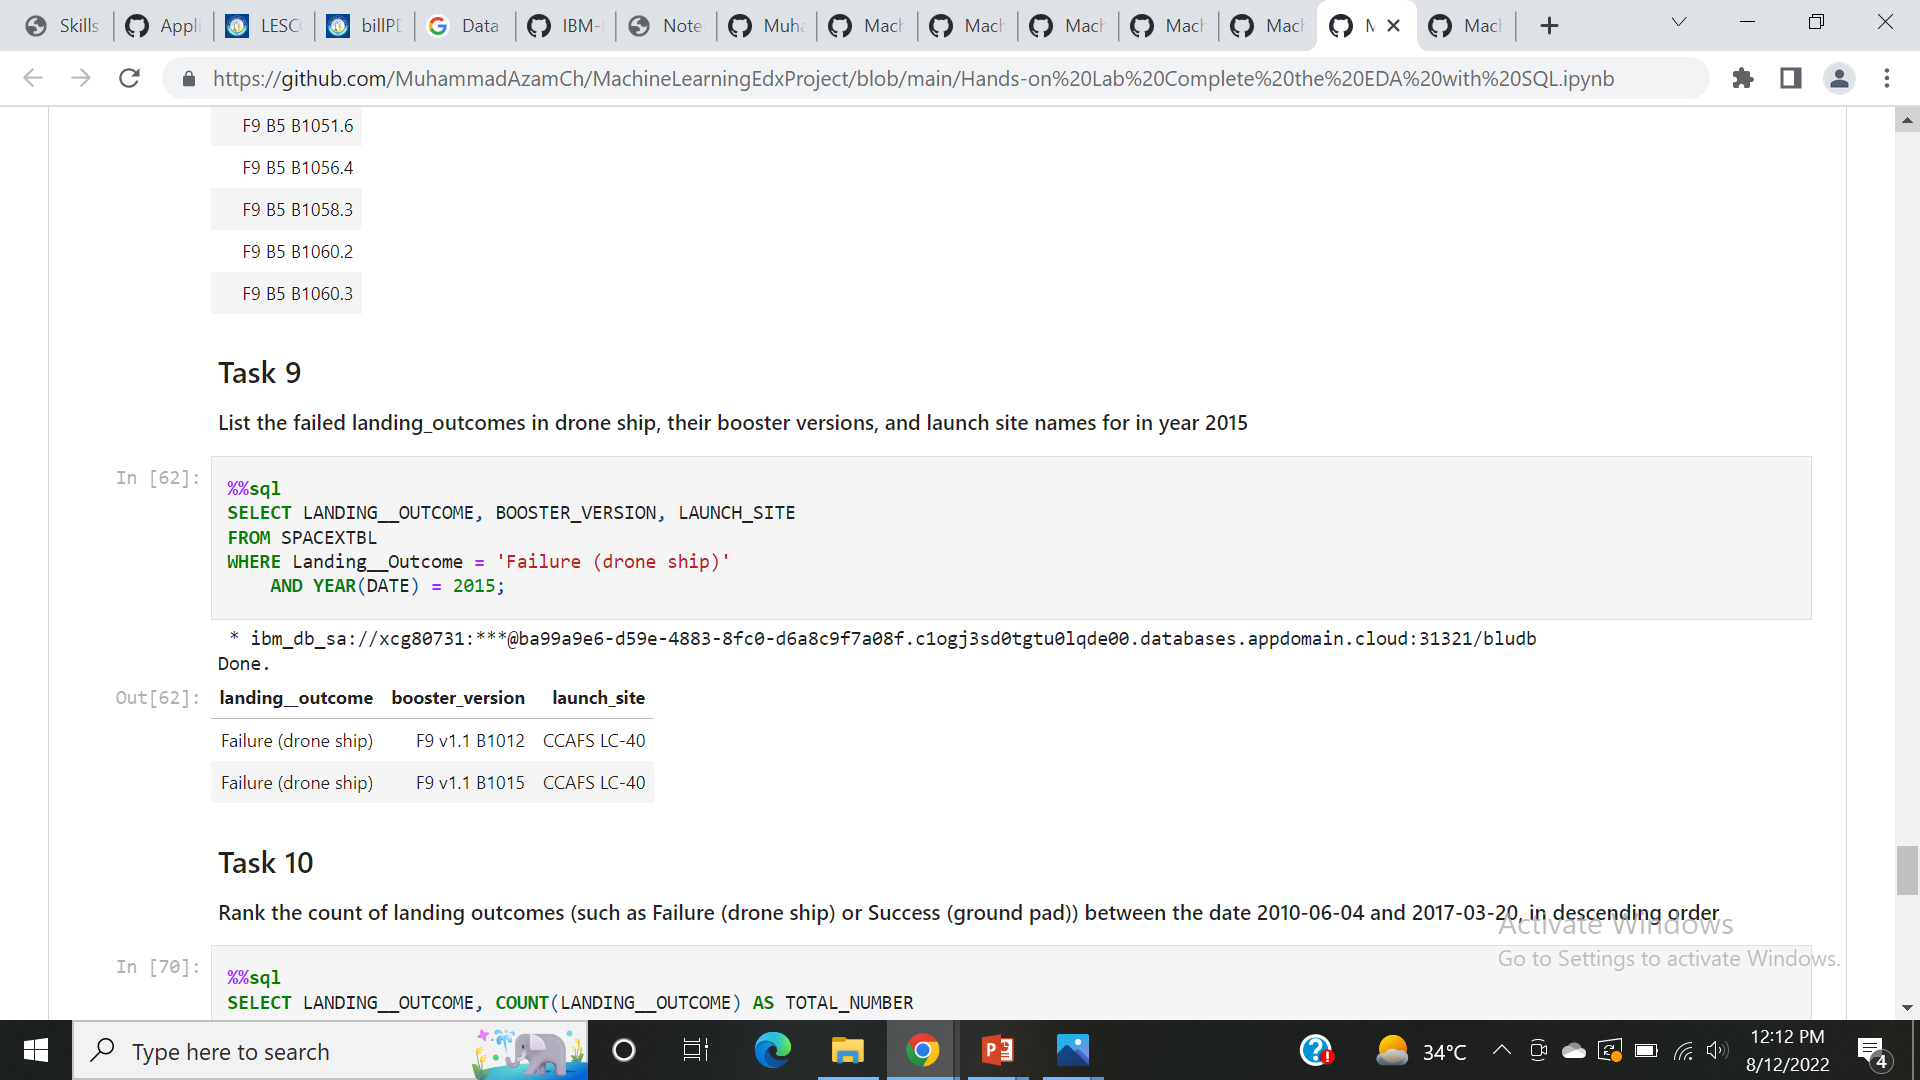 Skills
Appli
LESC
billPD
Data
IBM-
Note
Muha
Mach
Mach
Mach
Mach
Mach
M
Mach
https://github.com/MuhammadAzamCh/MachineLearningEdxProject/blob/main/Hands-on%20Lab%20Complete%20the%20EDA%20with%20SQL.ipynb
F9 B5 B1051.6
F9 B5 B1056.4
F9 B5 B1058.3
F9 B5 B1060.2
F9 B5 B1060.3
Task 9
List the failed landing_outcomes in drone ship, their booster versions, and launch site names for in year 2015
In [62]:
%%sql
SELECT LANDING__OUTCOME, BOOSTER_VERSION, LAUNCH_SITE
FROM SPACEXTBL
WHERE Landing__Outcome = 'Failure (drone ship)'
AND YEAR(DATE) = 2015;
* ibm_db_sa://xcg80731:***@ba99a9e6-d59e-4883-8fc0-d6a8c9f7a08f.c1ogj3sd0tgtu0lqde00.databases.appdomain.cloud:31321/bludb
Done.
Out[62]:
landing__outcome booster_version launch_site
Failure (drone ship) F9 v1.1 B1012 CCAFS LC-40
Failure (drone ship) F9 v1.1 B1015 CCAFS LC-40
Task 10
Rank the count of landing outcomes (such as Failure (drone ship) or Success (ground pad)) between the date 2010-06-04 and 2017-03-20, in descending order
In [70]:
%%sql
SELECT LANDING__OUTCOME, COUNT(LANDING__OUTCOME) AS TOTAL_NUMBER
Activate Windows
Go to Settings to activate Windows.
Type here to search
34°C
12:12 PM
8/12/2022
4